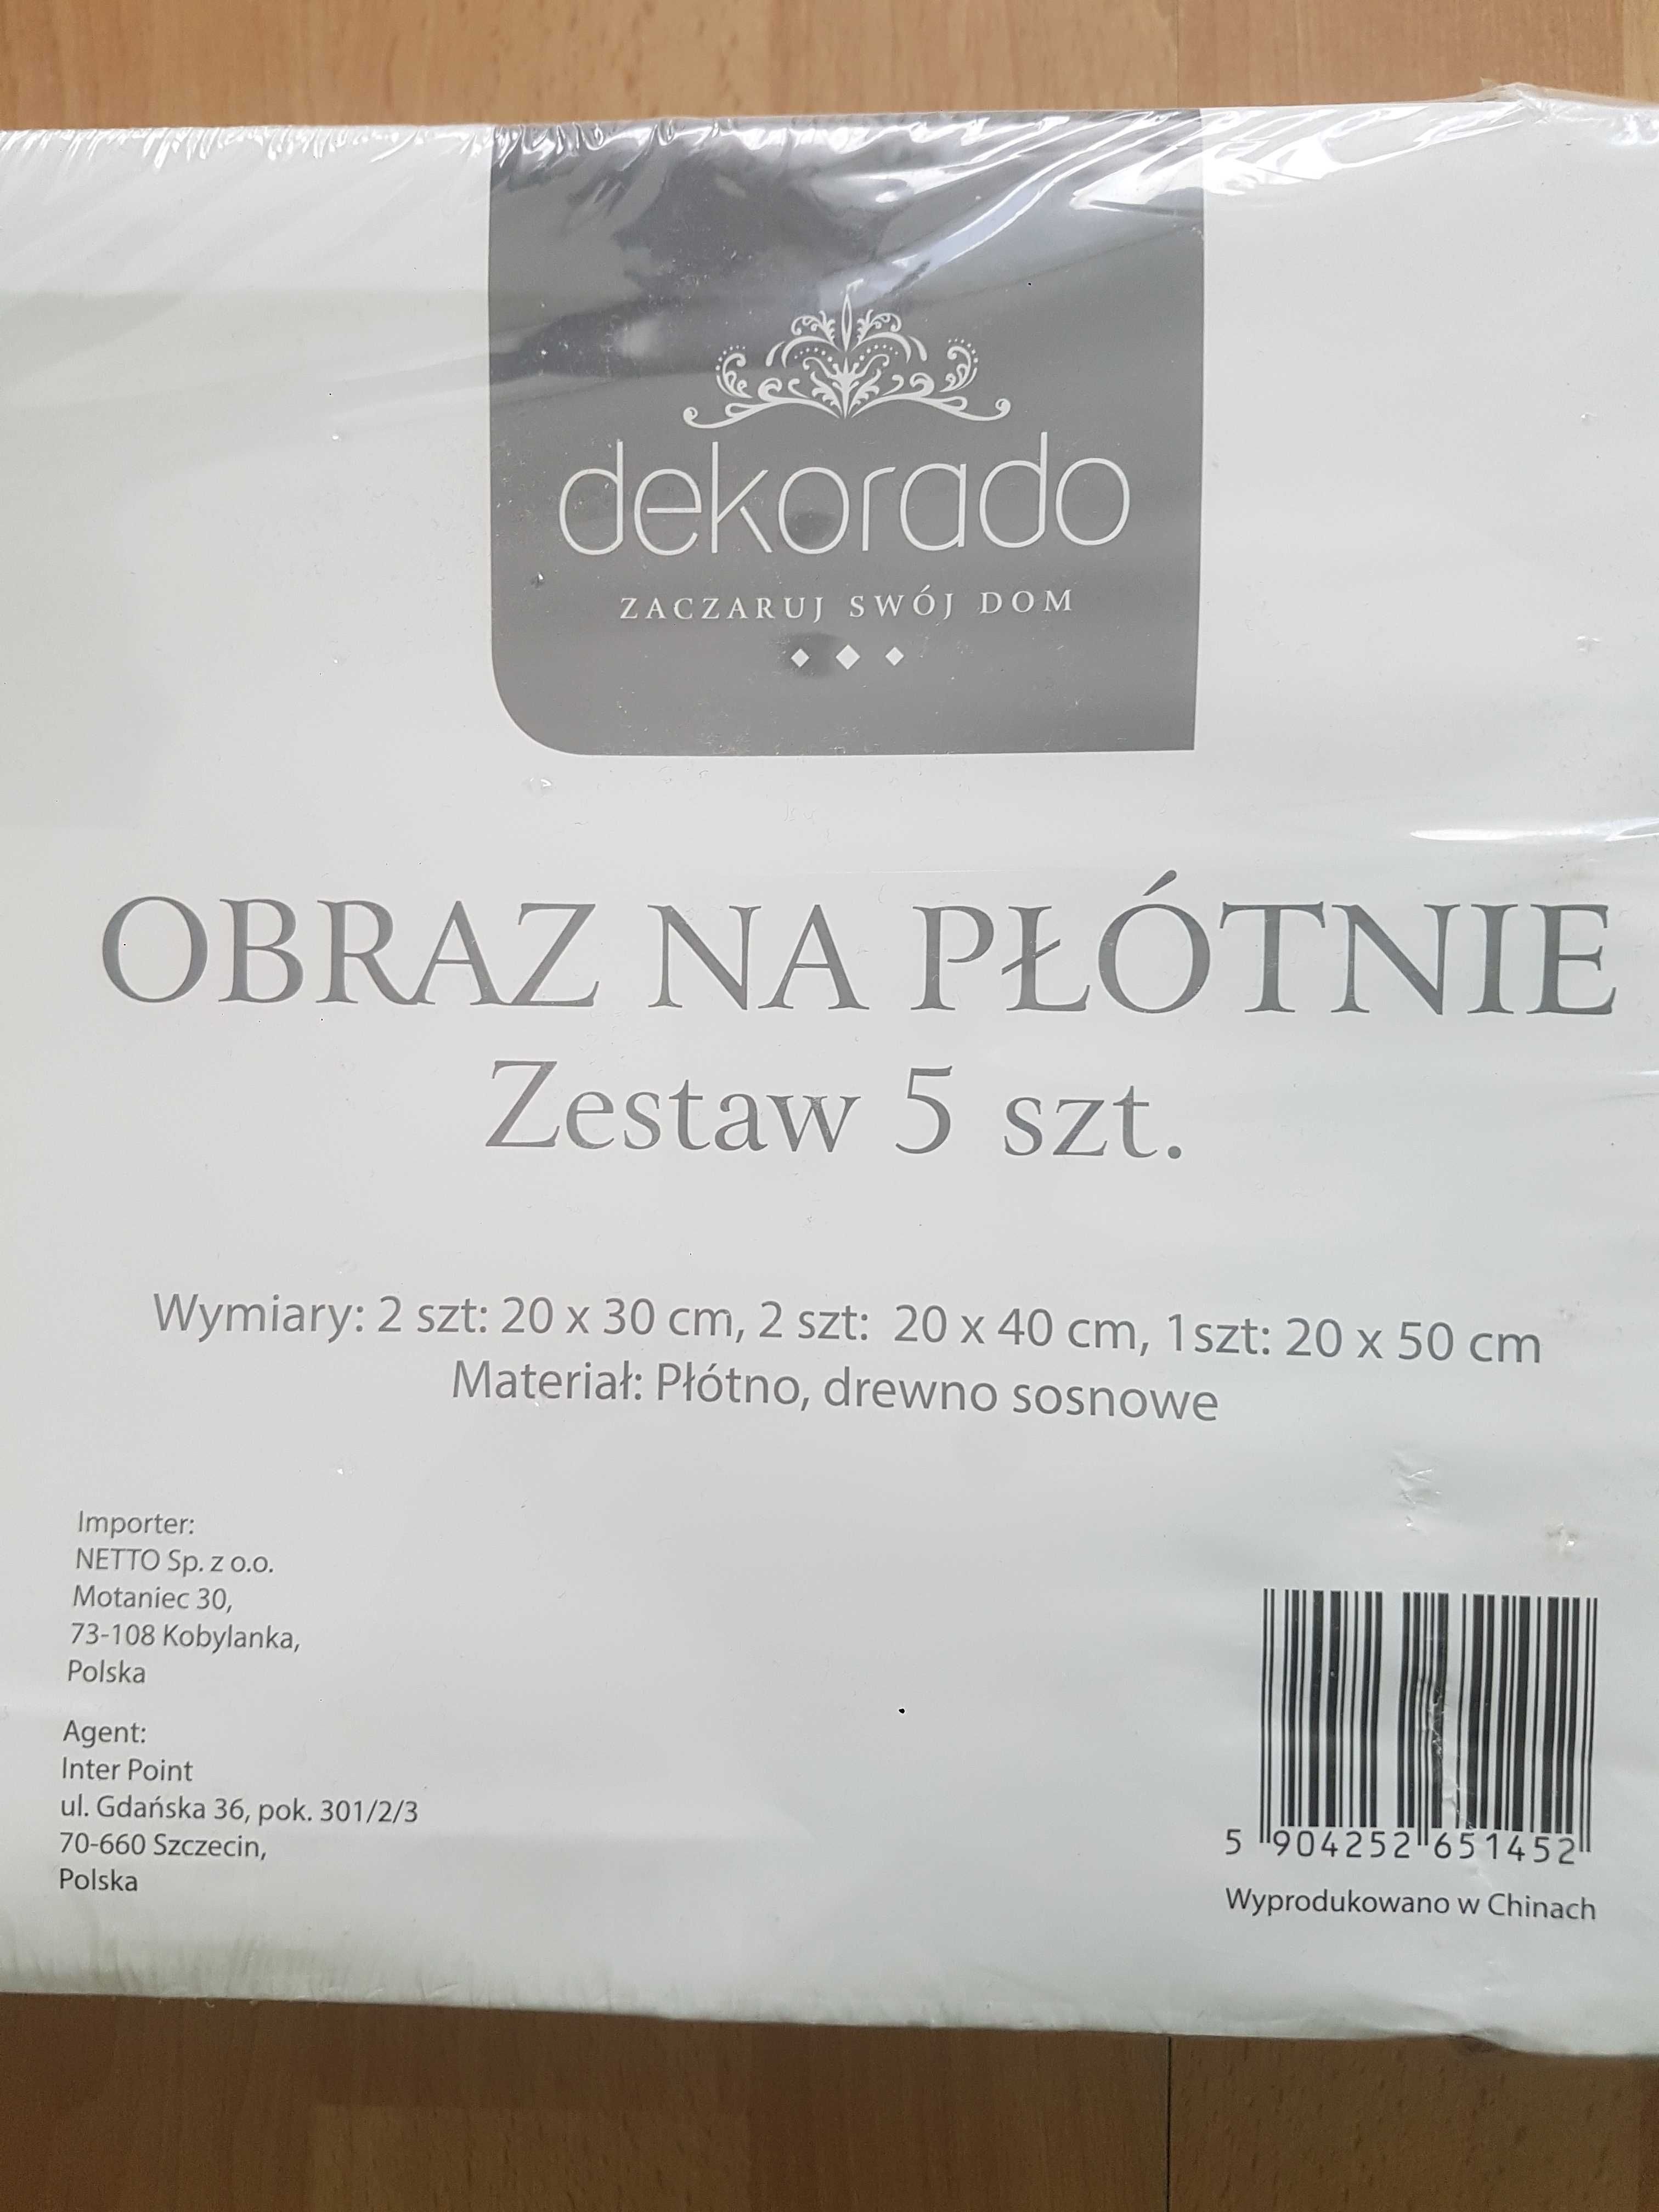 dekorado
ZACZARUJ SWÓJ DOM
OBRAZ NA PŁÓTNIE
Zestaw 5 szt.
Wymiary: 2 szt: 20 x 30 cm, 2 szt: 20 x 40 cm, 1szt: 20 x 50 cm
Materiał: Płótno, drewno sosnowe
Importer:
NETTO Sp. z o.o.
Motaniec 30,
73-108 Kobylanka,
Polska
Agent:
Inter Point
ul. Gdańska 36, pok. 301/2/3
70-660 Szczecin,
Polska
5 904252 651452
Wyprodukowano w Chinach